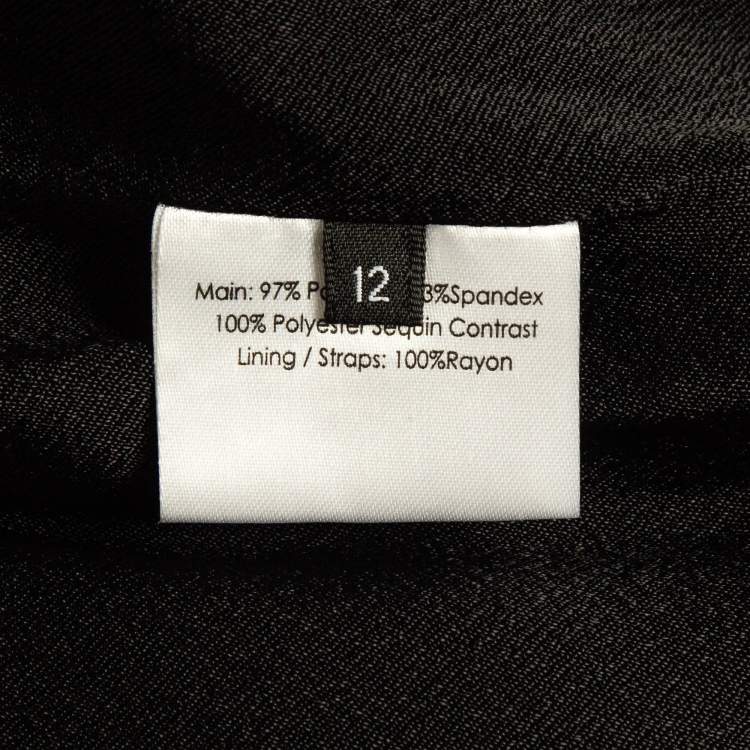 12
Main: 97% 3%Spandex
100% Polyester Sequin Contrast
Lining / Straps: 100%Rayon